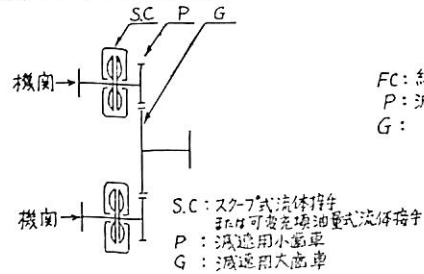 S.C P G
機関
機関
FC:
P:
G:
S.C:スクープ式流体接手
または可変充填油量式流体接手
P:減速用小歯車
G:減速用大歯車